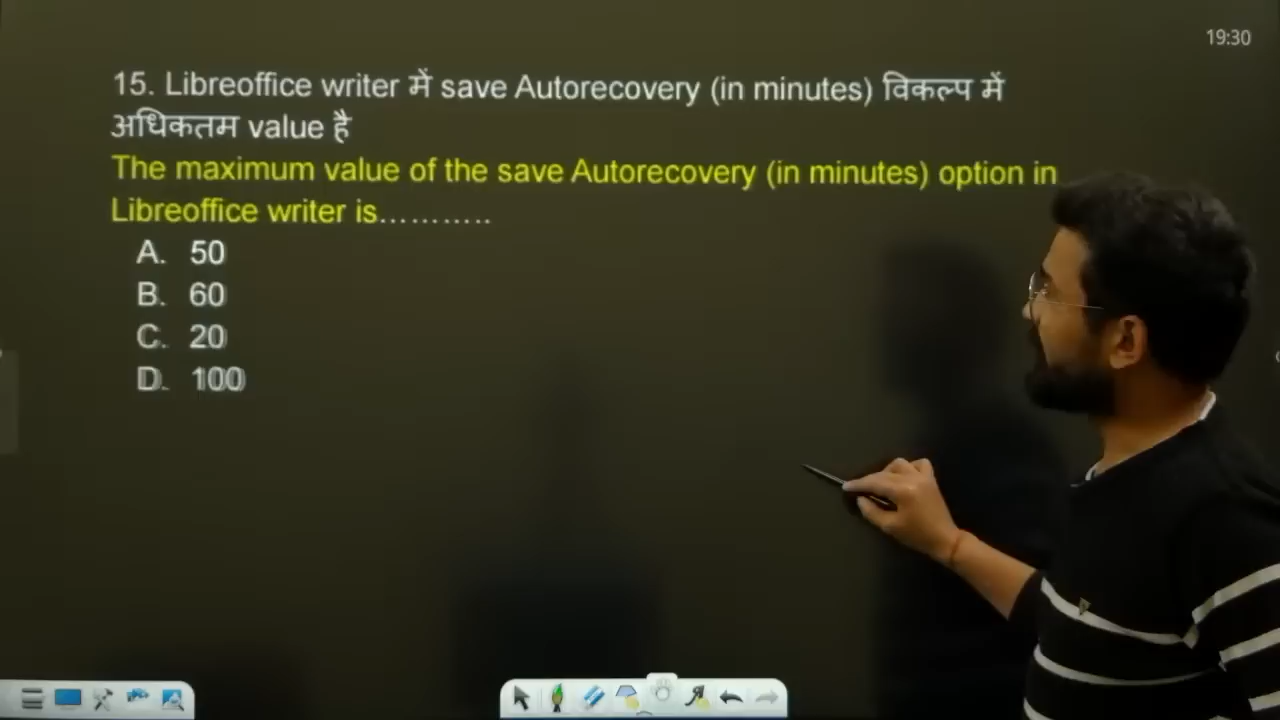 19:30
15. Libreoffice writer में save Autorecovery (in minutes) विकल्प में
अधिकतम value है
The maximum value of the save Autorecovery (in minutes) option in
Libreoffice writer is………..
A. 50
B. 60
C. 20
D. 100